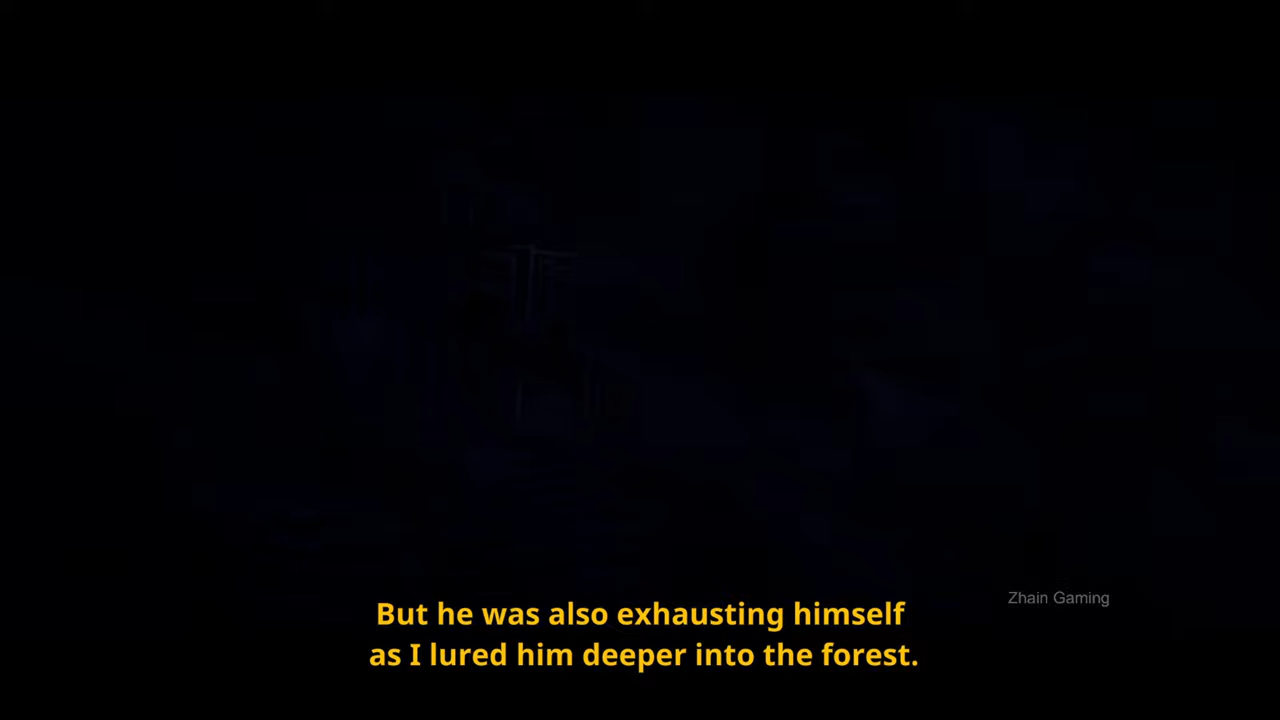 Zhain Gaming
But he was also exhausting himself
as I lured him deeper into the forest.